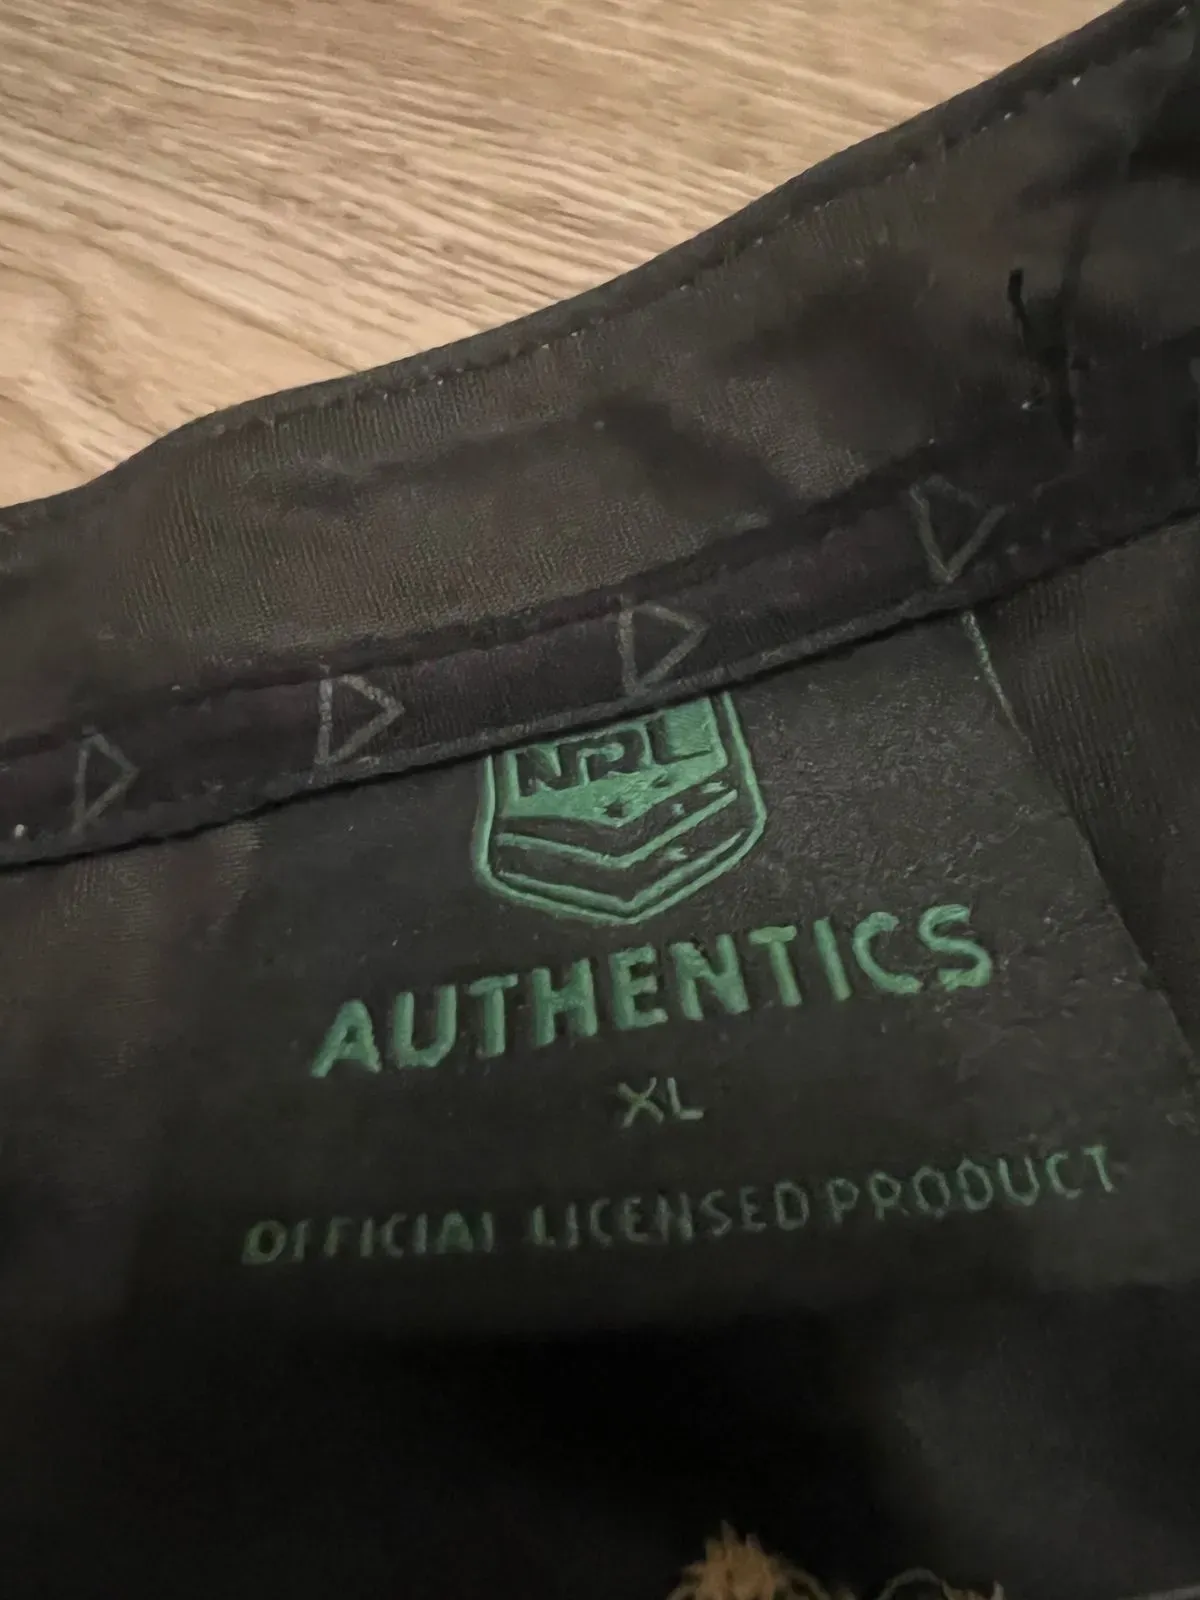 NRL
AUTHENTICS
XL
OFFICIAL LICENSED PRODUCT